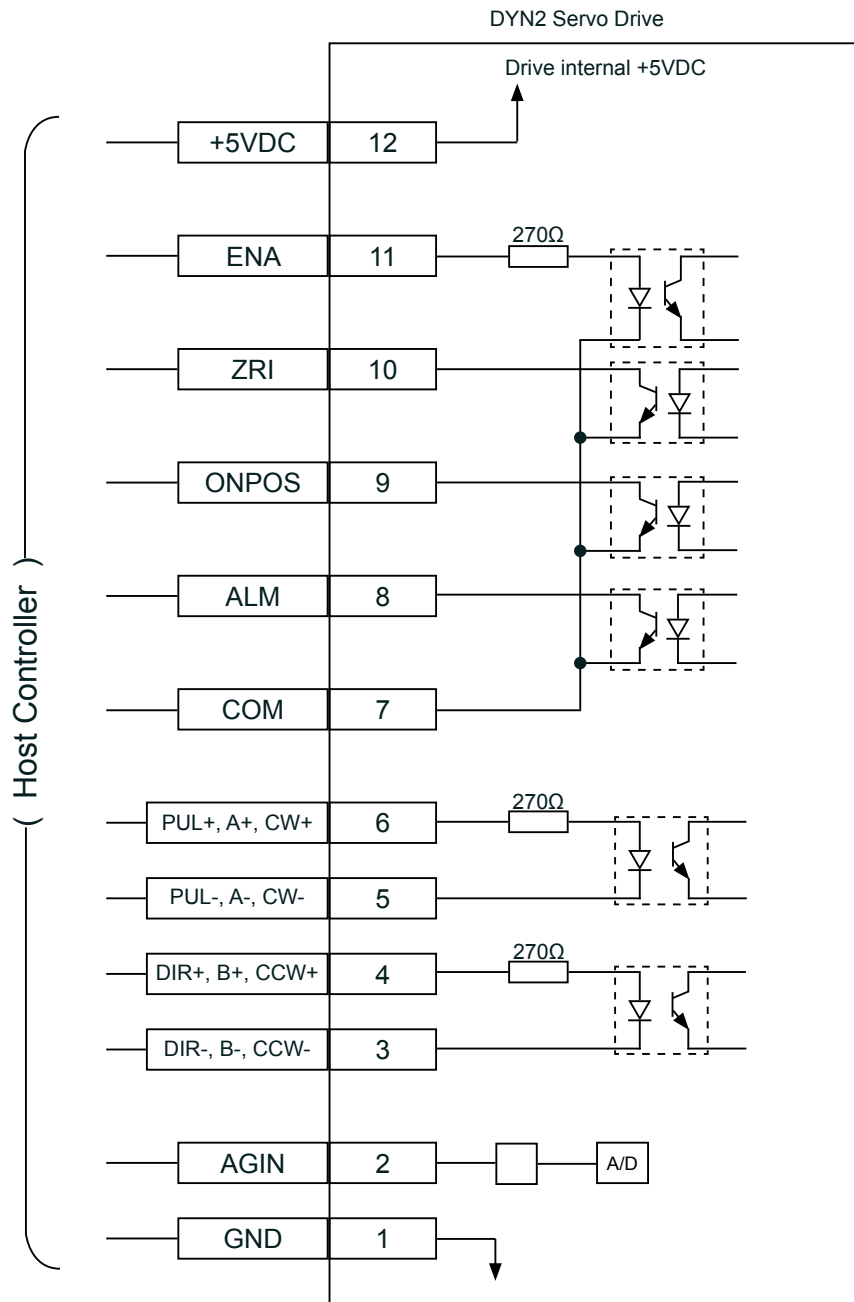 DYN2 Servo Drive
Drive internal +5VDC
+5VDC 12
ENA 11 270Ω
ZRI 10
ONPOS 9
ALM 8
COM 7
PUL+, A+, CW+ 6 270Ω
PUL-, A-, CW- 5
DIR+, B+, CCW+ 4 270Ω
DIR-, B-, CCW- 3
AGIN 2 A/D
GND 1
( Host Controller )